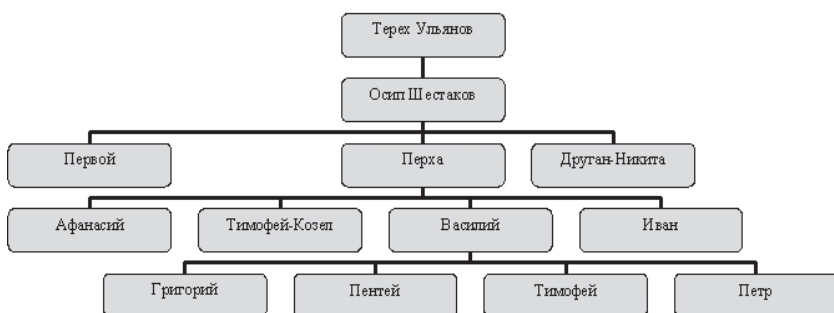 Терех Ульянов
Осип Шестаков
Первой
Перха
Друган-Никита
Афанасий
Тимофей-Козел
Василий
Иван
Григорий
Пентей
Тимофей
Петр